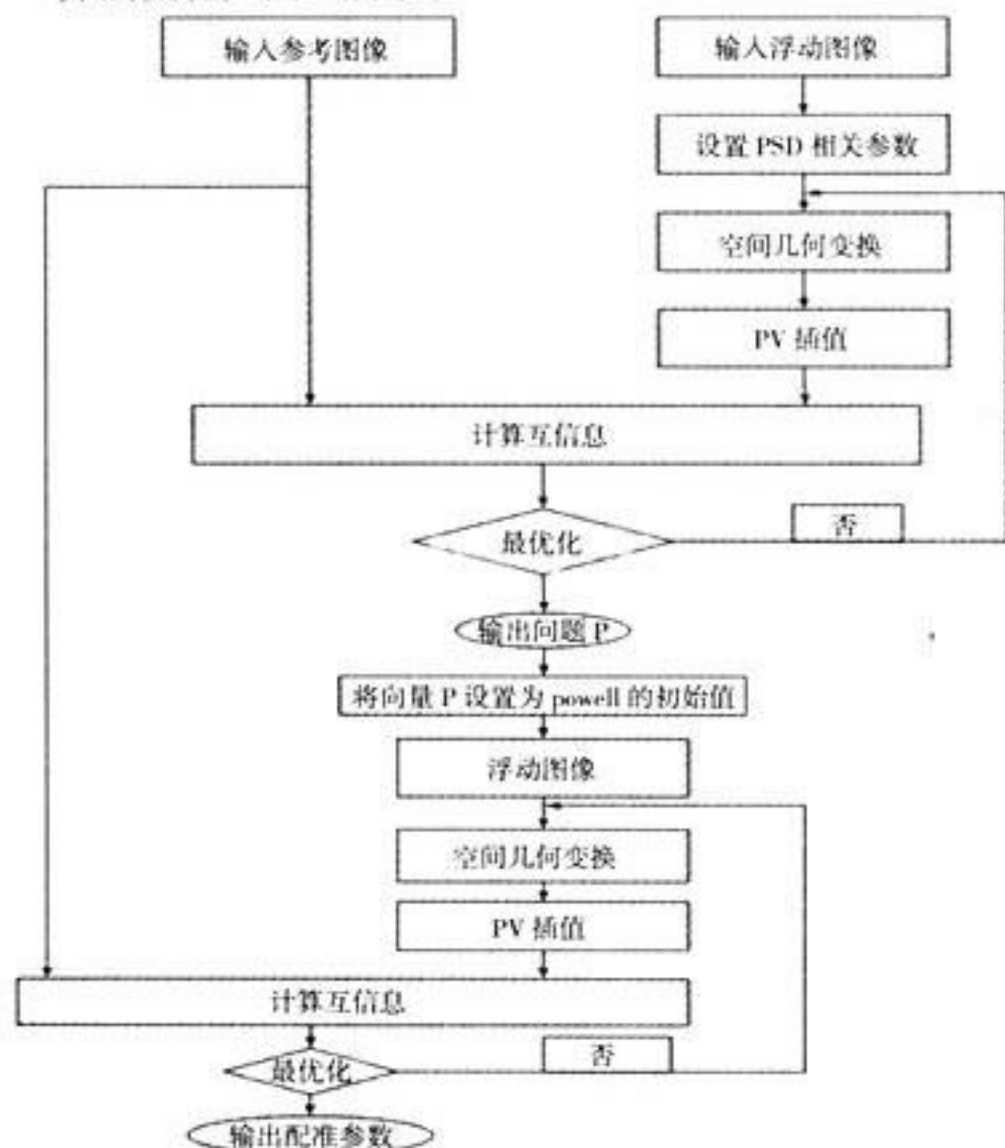 输入参考图像
输入浮动图像
设置 PSD 相关参数
空间几何变换
PV 插值
计算互信息
最优化
否
输出问题 P
将向量 P 设置为 powell 的初始值
浮动图像
空间几何变换
PV 插值
计算互信息
最优化
否
输出配准参数